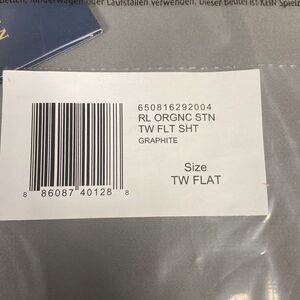 betten, Kinderwagen oder Laufställen verwenden. Dieser Beutel ist KEIN Spielz
650816292004
RL ORGNC STN
TW FLT SHT
GRAPHITE
Size
TW FLAT
8 86087 40128 8